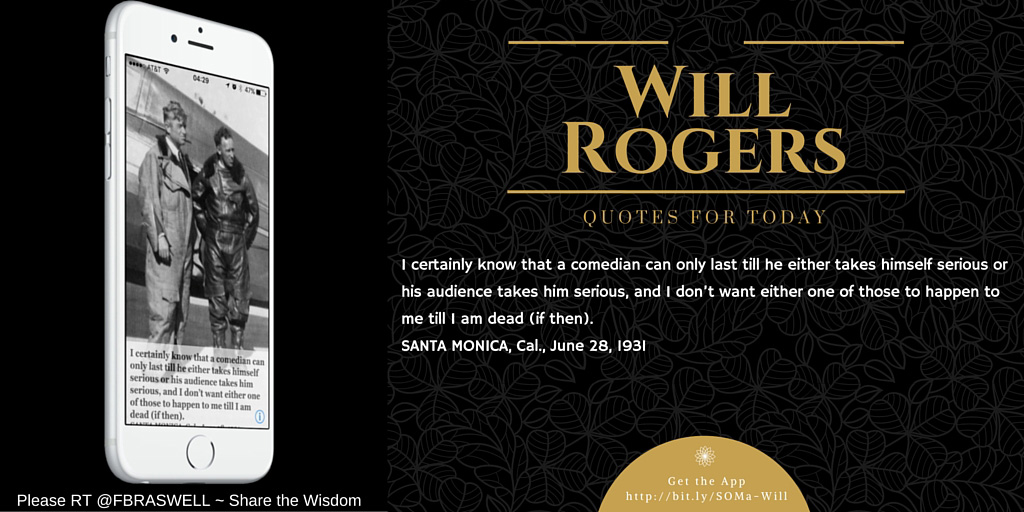 AT&T 04:29 47%
I certainly know that a comedian can
only last till he either takes himself
serious or his audience takes him
serious, and I don't want either one
of those to happen to me till I am
dead (if then).
Please RT @FBRASWELL ~ Share the Wisdom
WILL
ROGERS
QUOTES FOR TODAY
I certainly know that a comedian can only last till he either takes himself serious or
his audience takes him serious, and I don't want either one of those to happen to
me till I am dead (if then).
SANTA MONICA, Cal., June 28, 1931
Get the App
http://bit.ly/SOMa-Will